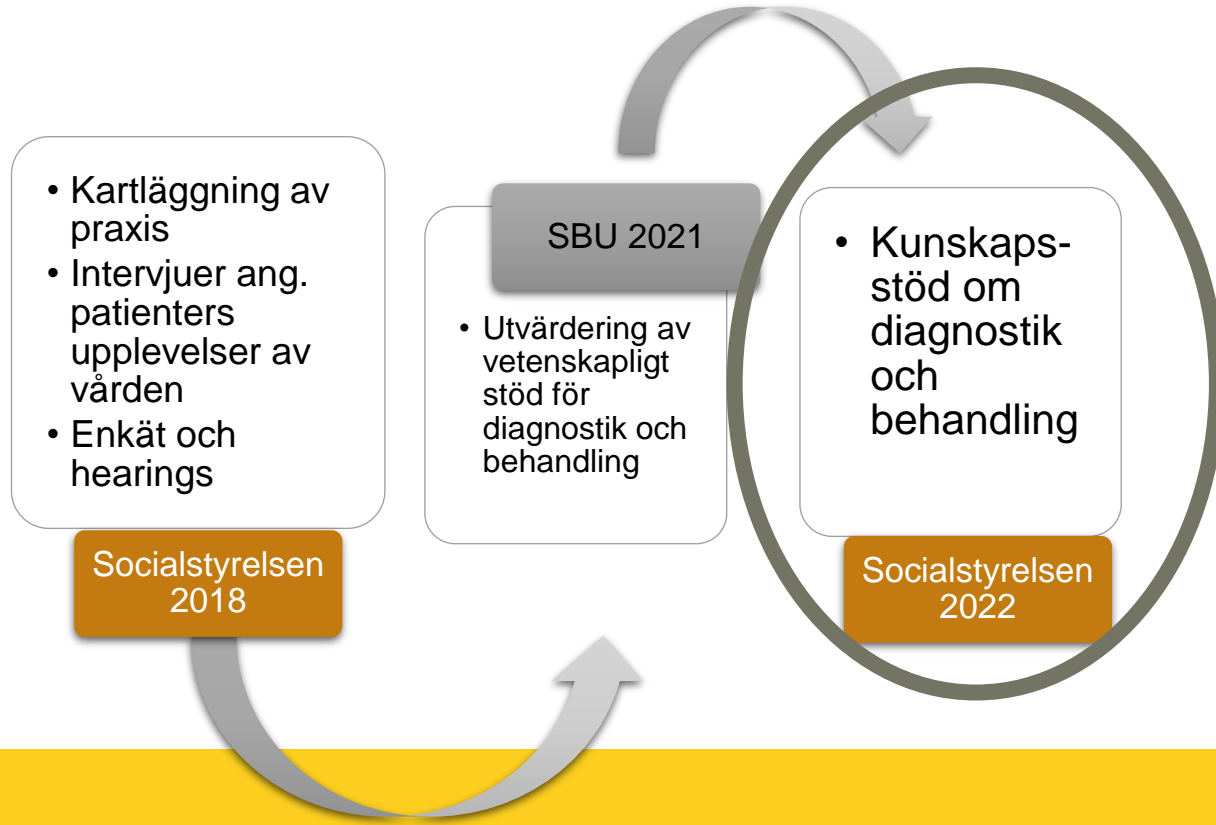 • Kartläggning av
praxis
• Intervjuer ang.
patienters
upplevelser av
vården
• Enkät och
hearings
Socialstyrelsen
2018
SBU 2021
• Utvärdering av
vetenskapligt
stöd för
diagnostik och
behandling
• Kunskaps-
stöd om
diagnostik
och
behandling
Socialstyrelsen
2022